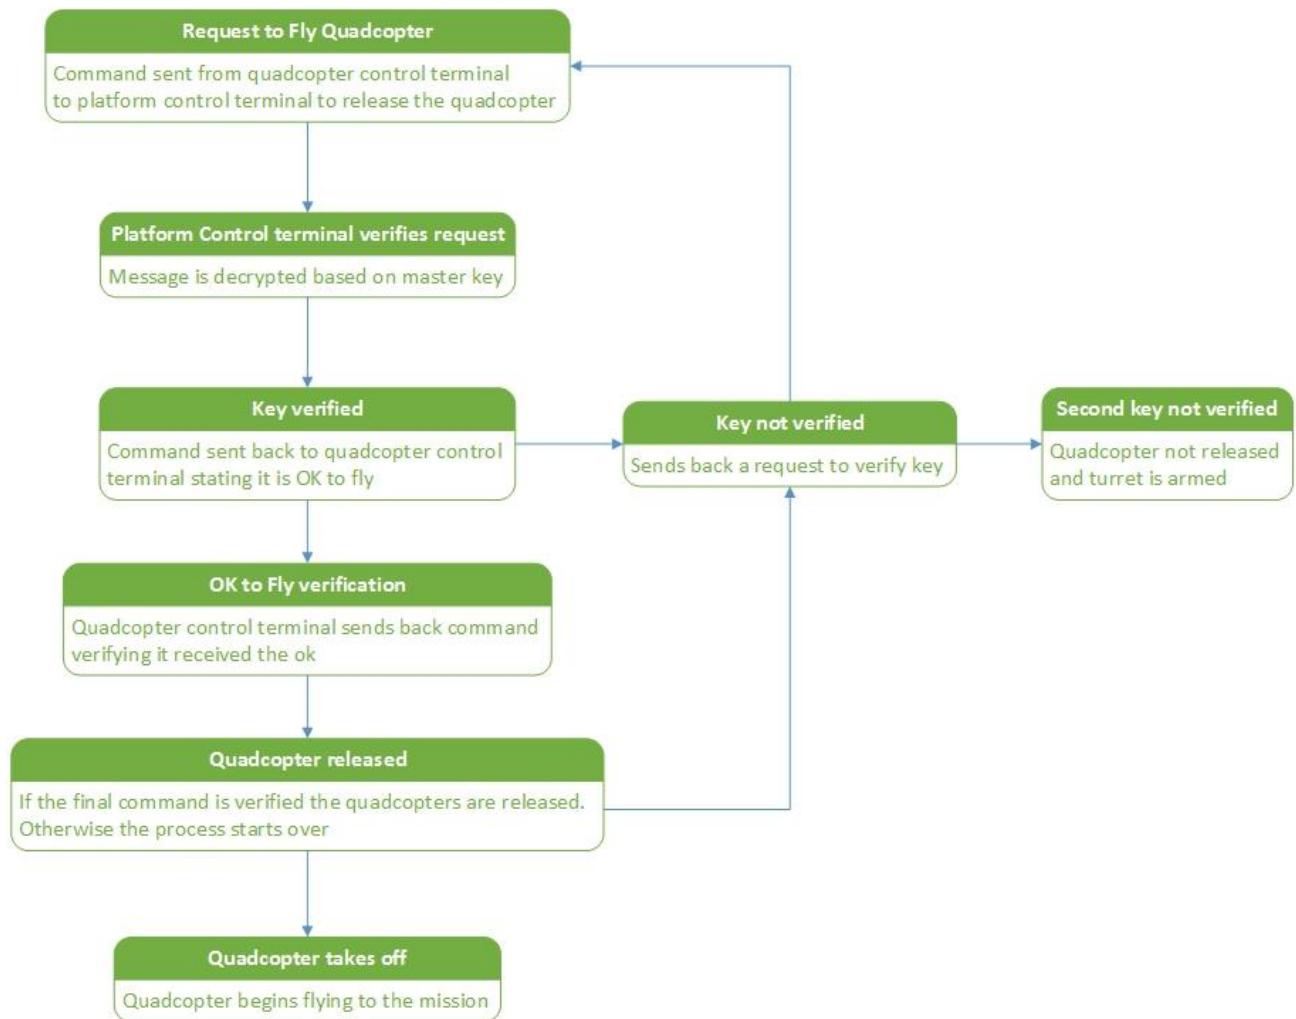 Request to Fly Quadcopter
Command sent from quadcopter control terminal
to platform control terminal to release the quadcopter
Platform Control terminal verifies request
Message is decrypted based on master key
Key verified
Command sent back to quadcopter control
terminal stating it is OK to fly
Key not verified
Sends back a request to verify key
Second key not verified
Quadcopter not released
and turret is armed
OK to Fly verification
Quadcopter control terminal sends back command
verifying it received the ok
Quadcopter released
If the final command is verified the quadcopters are released.
Otherwise the process starts over
Quadcopter takes off
Quadcopter begins flying to the mission